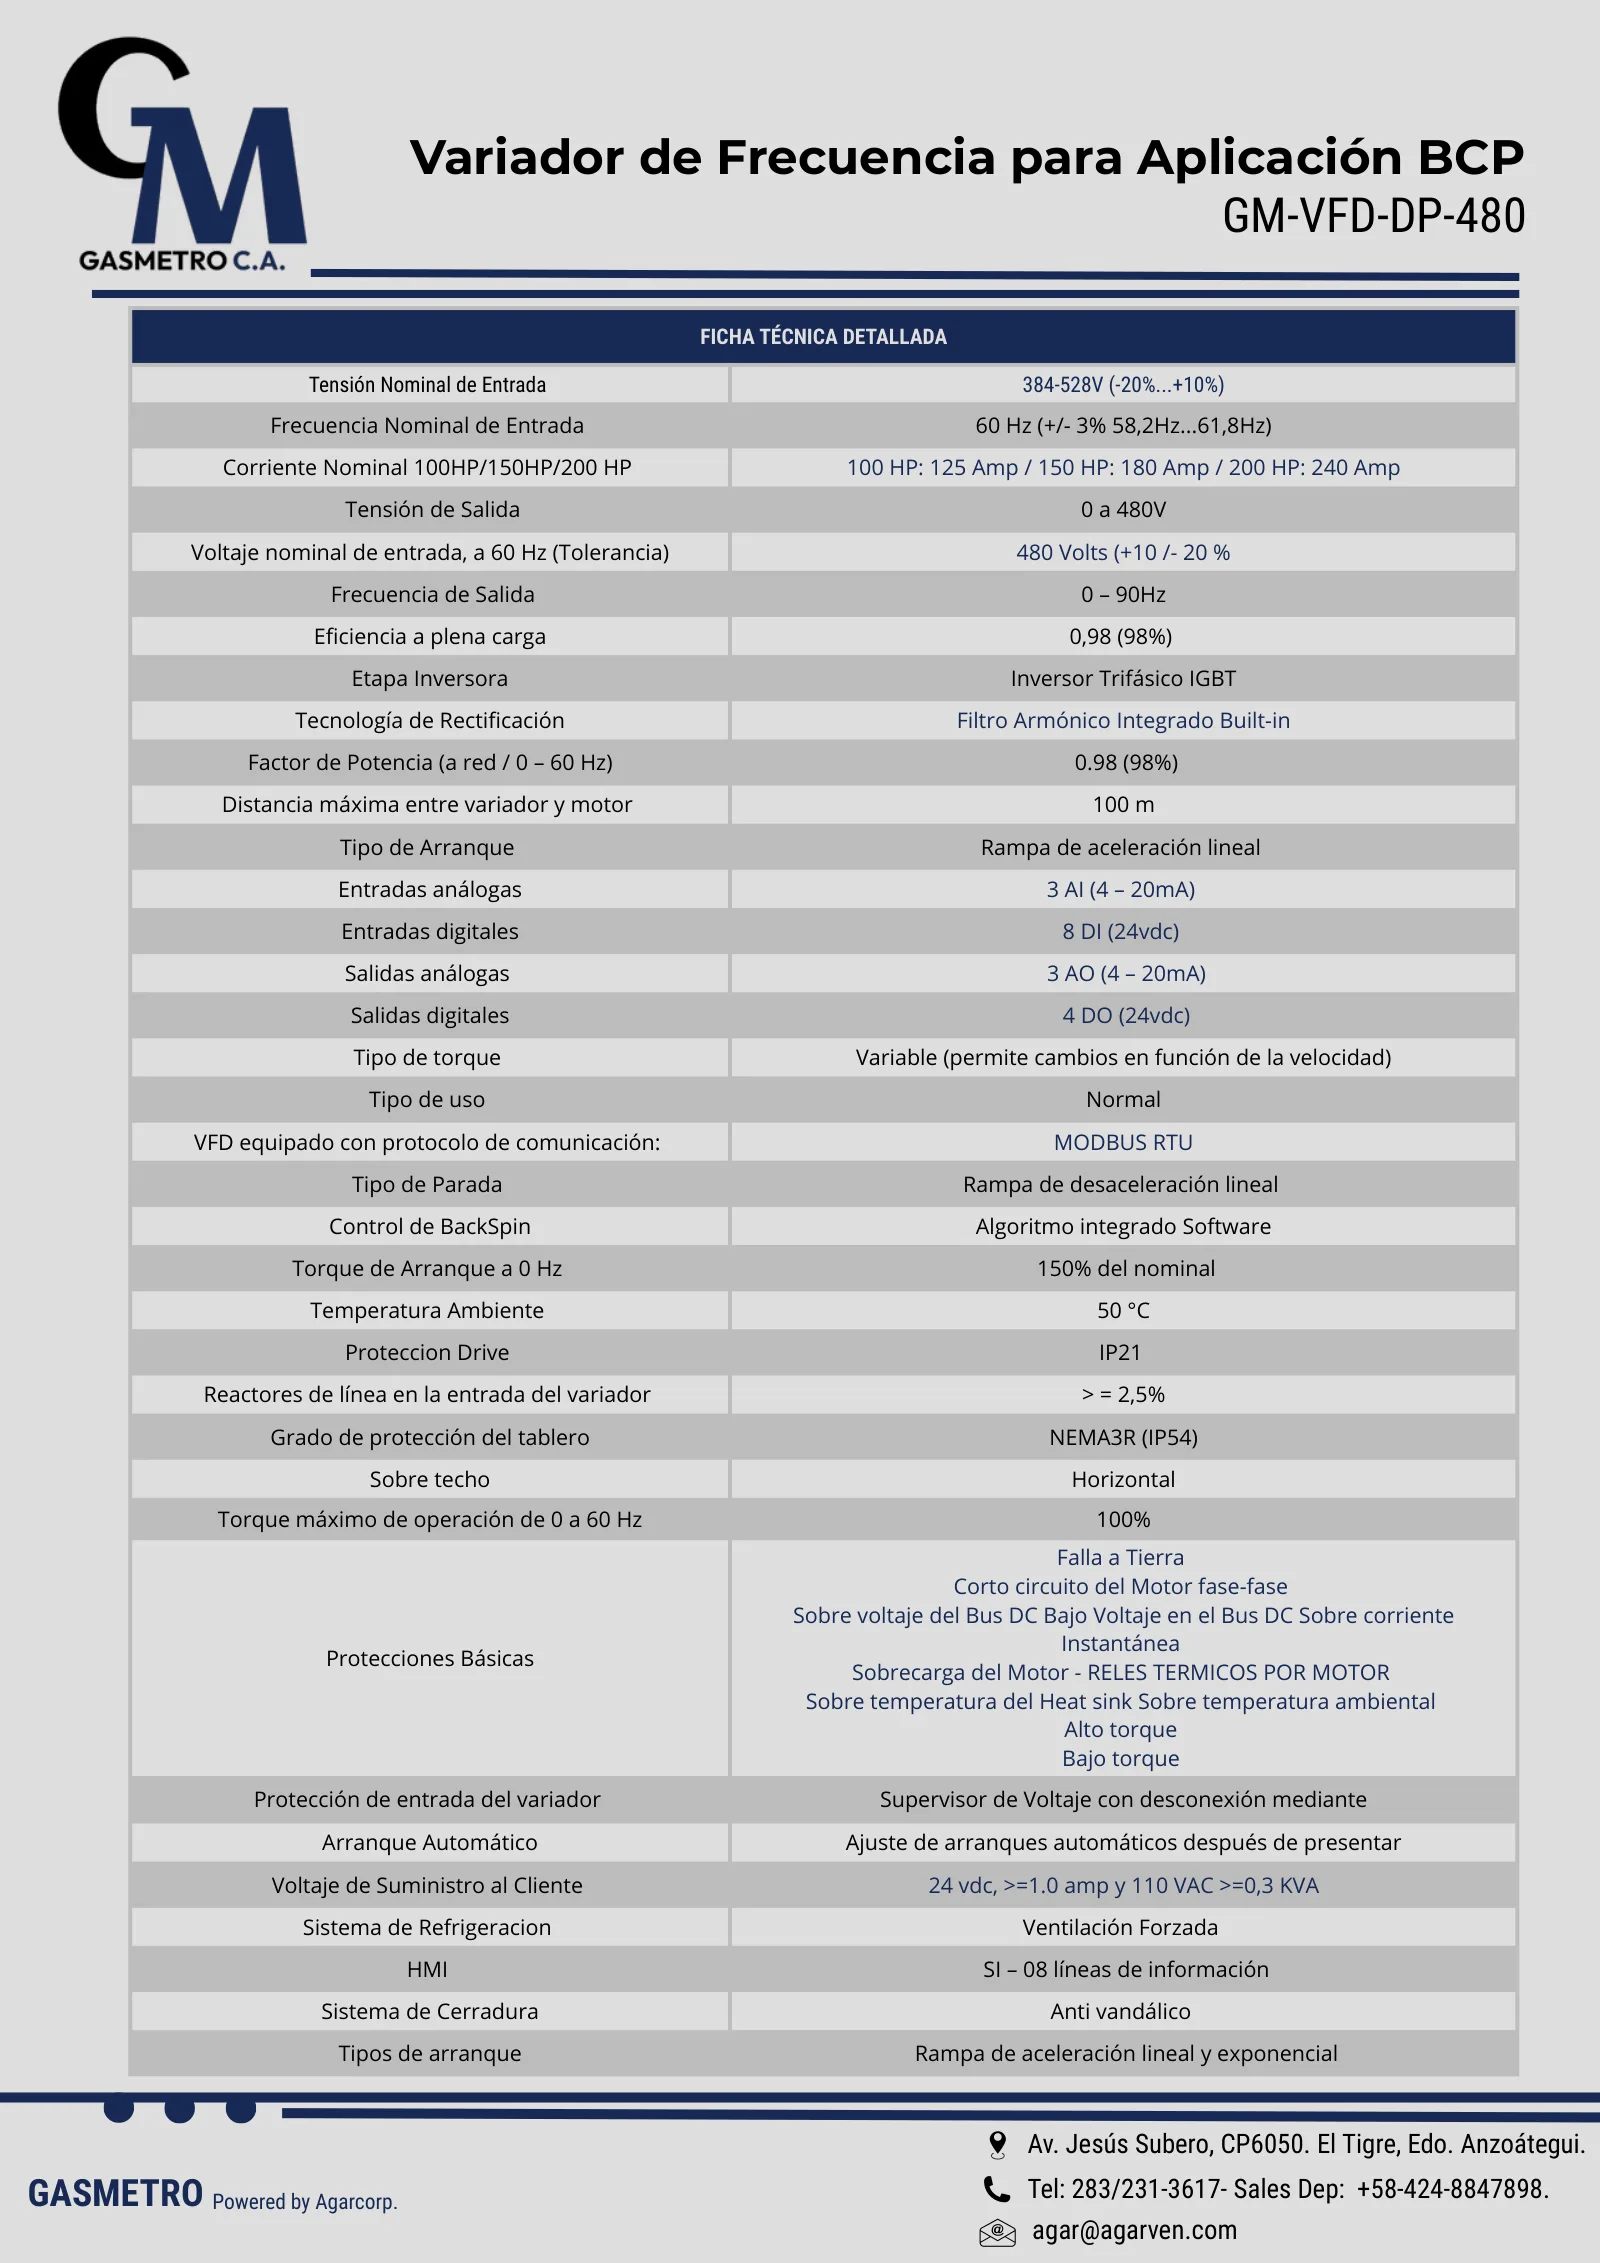 GM
GASMETRO C.A.
Variador de Frecuencia para Aplicación BCP
GM-VFD-DP-480
FICHA TÉCNICA DETALLADA
Tensión Nominal de Entrada 384-528V (-20%...+10%)
Frecuencia Nominal de Entrada 60 Hz (+/- 3% 58,2Hz...61,8Hz)
Corriente Nominal 100HP/150HP/200 HP 100 HP: 125 Amp / 150 HP: 180 Amp / 200 HP: 240 Amp
Tensión de Salida 0 a 480V
Voltaje nominal de entrada, a 60 Hz (Tolerancia) 480 Volts (+10 /- 20 %
Frecuencia de Salida 0 – 90Hz
Eficiencia a plena carga 0,98 (98%)
Etapa Inversora Inversor Trifásico IGBT
Tecnología de Rectificación Filtro Armónico Integrado Built-in
Factor de Potencia (a red / 0 – 60 Hz) 0.98 (98%)
Distancia máxima entre variador y motor 100 m
Tipo de Arranque Rampa de aceleración lineal
Entradas análogas 3 AI (4 – 20mA)
Entradas digitales 8 DI (24vdc)
Salidas análogas 3 AO (4 – 20mA)
Salidas digitales 4 DO (24vdc)
Tipo de torque Variable (permite cambios en función de la velocidad)
Tipo de uso Normal
VFD equipado con protocolo de comunicación: MODBUS RTU
Tipo de Parada Rampa de desaceleración lineal
Control de BackSpin Algoritmo integrado Software
Torque de Arranque a 0 Hz 150% del nominal
Temperatura Ambiente 50 °C
Proteccion Drive IP21
Reactores de línea en la entrada del variador > = 2,5%
Grado de protección del tablero NEMA3R (IP54)
Sobre techo Horizontal
Torque máximo de operación de 0 a 60 Hz 100%
Protecciones Básicas
Falla a Tierra
Corto circuito del Motor fase-fase
Sobre voltaje del Bus DC Bajo Voltaje en el Bus DC Sobre corriente
Instantánea
Sobrecarga del Motor - RELES TERMICOS POR MOTOR
Sobre temperatura del Heat sink Sobre temperatura ambiental
Alto torque
Bajo torque
Protección de entrada del variador Supervisor de Voltaje con desconexión mediante
Arranque Automático Ajuste de arranques automáticos después de presentar
Voltaje de Suministro al Cliente 24 vdc, >=1.0 amp y 110 VAC >=0,3 KVA
Sistema de Refrigeracion Ventilación Forzada
HMI SI – 08 líneas de información
Sistema de Cerradura Anti vandálico
Tipos de arranque Rampa de aceleración lineal y exponencial
Av. Jesús Subero, CP6050. El Tigre, Edo. Anzoátegui.
Tel: 283/231-3617- Sales Dep: +58-424-8847898.
agar@agarven.com
GASMETRO Powered by Agarcorp.